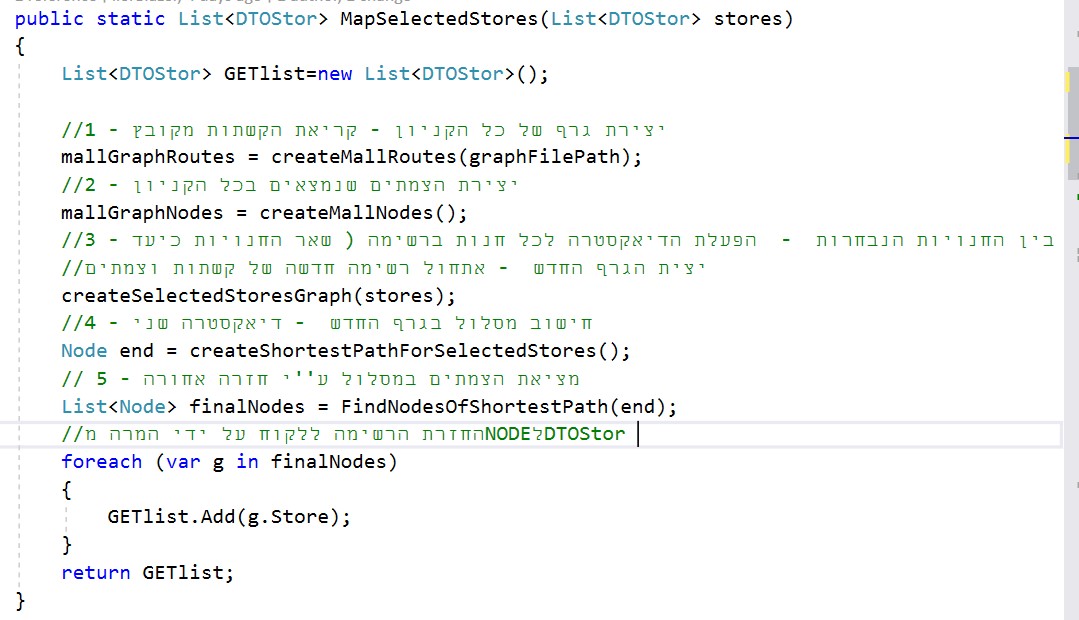 public static List<DTOStor> MapSelectedStores(List<DTOStor> stores)
{
List<DTOStor> GETlist=new List<DTOStor>();
//1 - יצירת גרף של כל הקניון - קריאת הקשתות מקובץ
mallGraphRoutes = createMallRoutes(graphFilePath);
//2 - יצירת הצמתים שנמצאים בכל הקניון
mallGraphNodes = createMallNodes();
//3 - בין החנויות הנבחרות - הפעלת הדיאקסטרה לכל חנות ברשימה ( שאר החנויות כיעד
//יצית הגרף החדש - אתחול רשימה חדשה של קשתות וצמתים
createSelectedStoresGraph(stores);
//4 - חישוב מסלול בגרף החדש - דיאקסטרה שני
Node end = createShortestPathForSelectedStores();
// 5 - מציאת הצמתים במסלול ע''י חזרה אחורה
List<Node> finalNodes = FindNodesOfShortestPath(end);
//החזרת הרשימה ללקוח על ידי המרה מNODEלDTOStor
foreach (var g in finalNodes)
{
GETlist.Add(g.Store);
}
return GETlist;
}